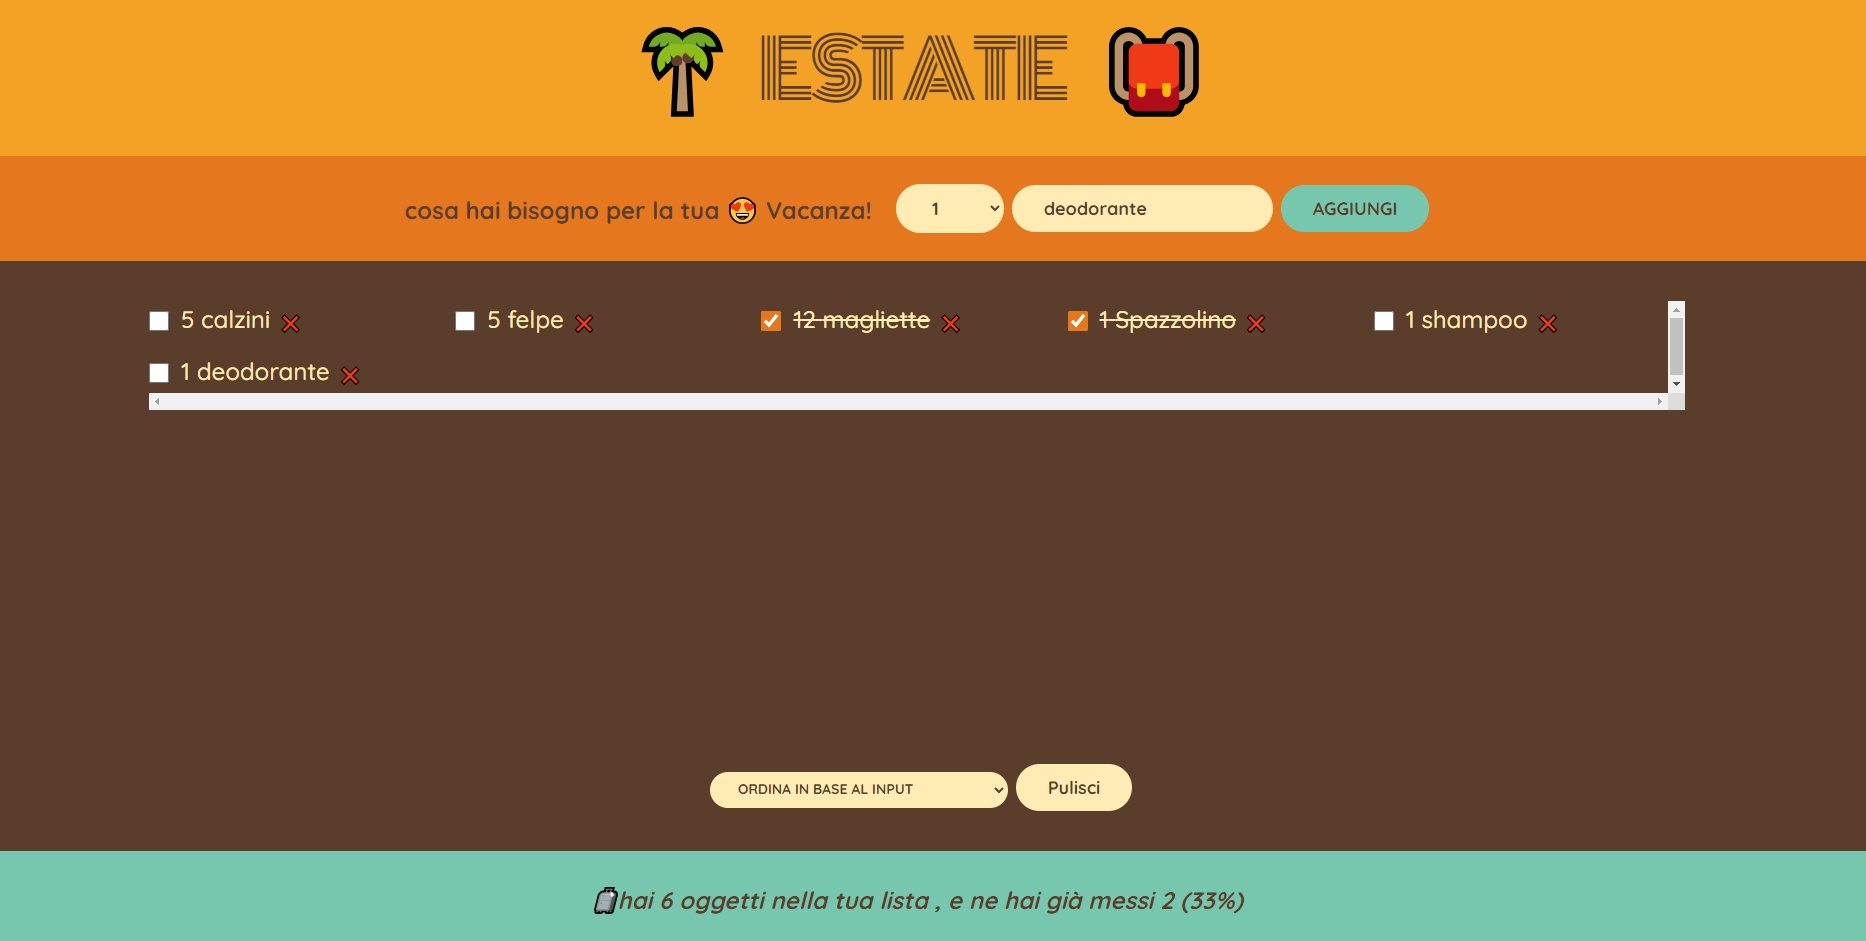 ESTATE
cosa hai bisogno per la tua 😍 Vacanza! 1 deodorante AGGIUNGI
5 calzini ❌ 5 felpe ❌ 12 magliette ❌ 1 Spazzolino ❌ 1 shampoo ❌
1 deodorante ❌
ORDINA IN BASE AL INPUT Pulisci
hai 6 oggetti nella tua lista , e ne hai già messi 2 (33%)